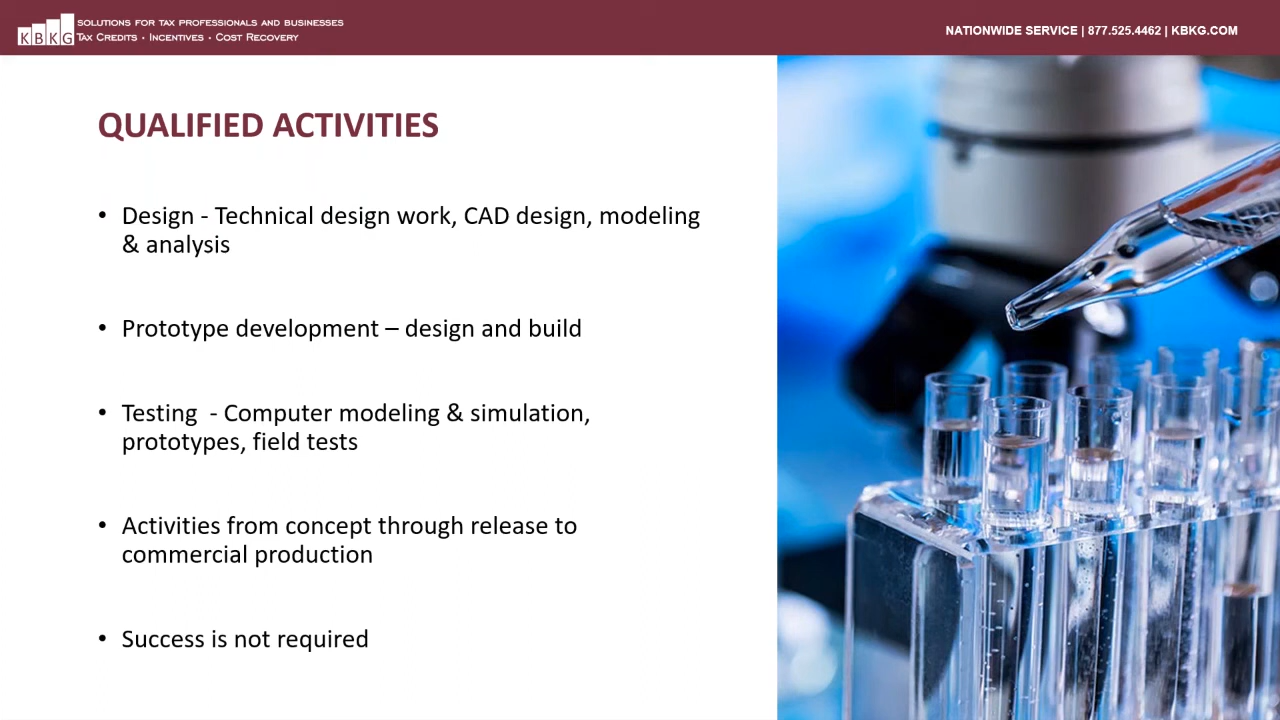 KBKG
SOLUTIONS FOR TAX PROFESSIONALS AND BUSINESSES
TAX CREDITS · INCENTIVES · COST RECOVERY
NATIONWIDE SERVICE | 877.525.4462 | KBKG.COM
QUALIFIED ACTIVITIES
• Design - Technical design work, CAD design, modeling
& analysis
• Prototype development – design and build
• Testing  - Computer modeling & simulation,
prototypes, field tests
• Activities from concept through release to
commercial production
• Success is not required